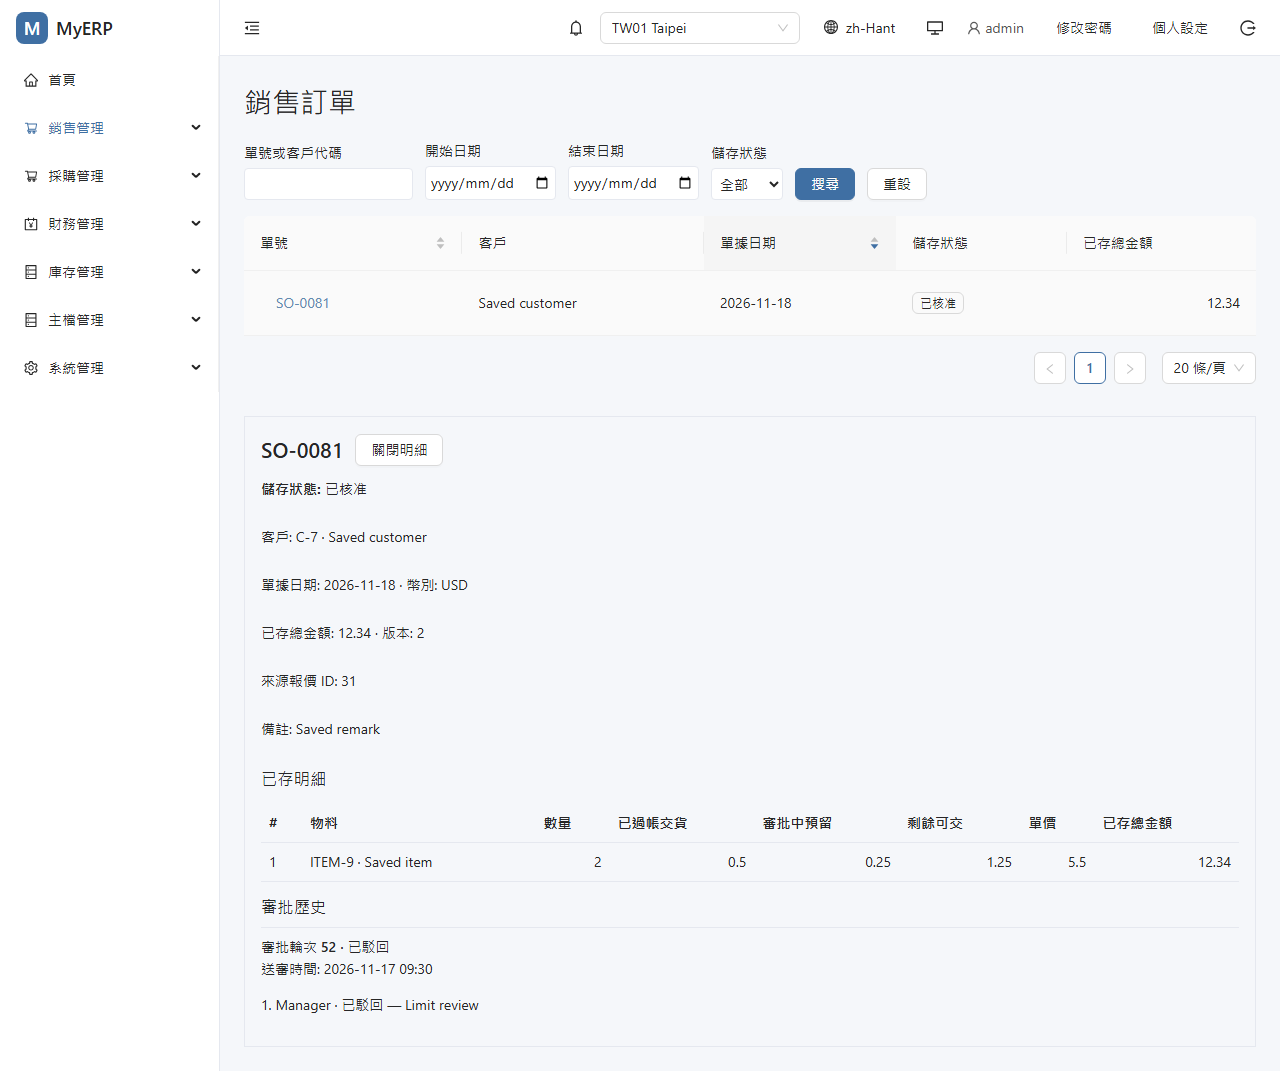 M MyERP
TW01 Taipei
zh-Hant
admin
修改密碼
個人設定
首頁
銷售管理
採購管理
財務管理
庫存管理
主檔管理
系統管理
銷售訂單
單號或客戶代碼
開始日期
結束日期
儲存狀態
yyyy/mm/dd
yyyy/mm/dd
全部
搜尋
重設
單號 客戶 單據日期 儲存狀態 已存總金額
SO-0081 Saved customer 2026-11-18 已核准 12.34
< 1 > 20 條/頁
SO-0081 關閉明細
儲存狀態: 已核准
客戶: C-7 · Saved customer
單據日期: 2026-11-18 · 幣別: USD
已存總金額: 12.34 · 版本: 2
來源報價 ID: 31
備註: Saved remark
已存明細
# 物料 數量 已過帳交貨 審批中預留 剩餘可交 單價 已存總金額
1 ITEM-9 · Saved item 2 0.5 0.25 1.25 5.5 12.34
審批歷史
審批輪次 52 · 已駁回
送審時間: 2026-11-17 09:30
1. Manager · 已駁回 — Limit review